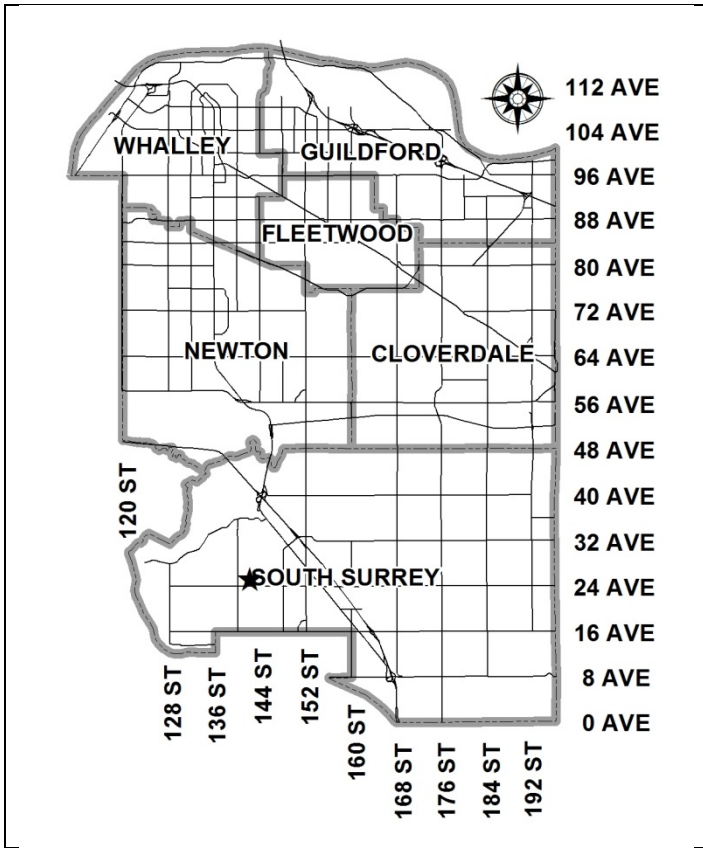 112 AVE
104 AVE
WHALLEY
GUILDFORD
96 AVE
88 AVE
FLEETWOOD
80 AVE
72 AVE
NEWTON
CLOVERDALE
64 AVE
56 AVE
48 AVE
120 ST
40 AVE
32 AVE
SOUTH SURREY
24 AVE
16 AVE
128 ST
136 ST
144 ST
152 ST
160 ST
8 AVE
0 AVE
168 ST
176 ST
184 ST
192 ST